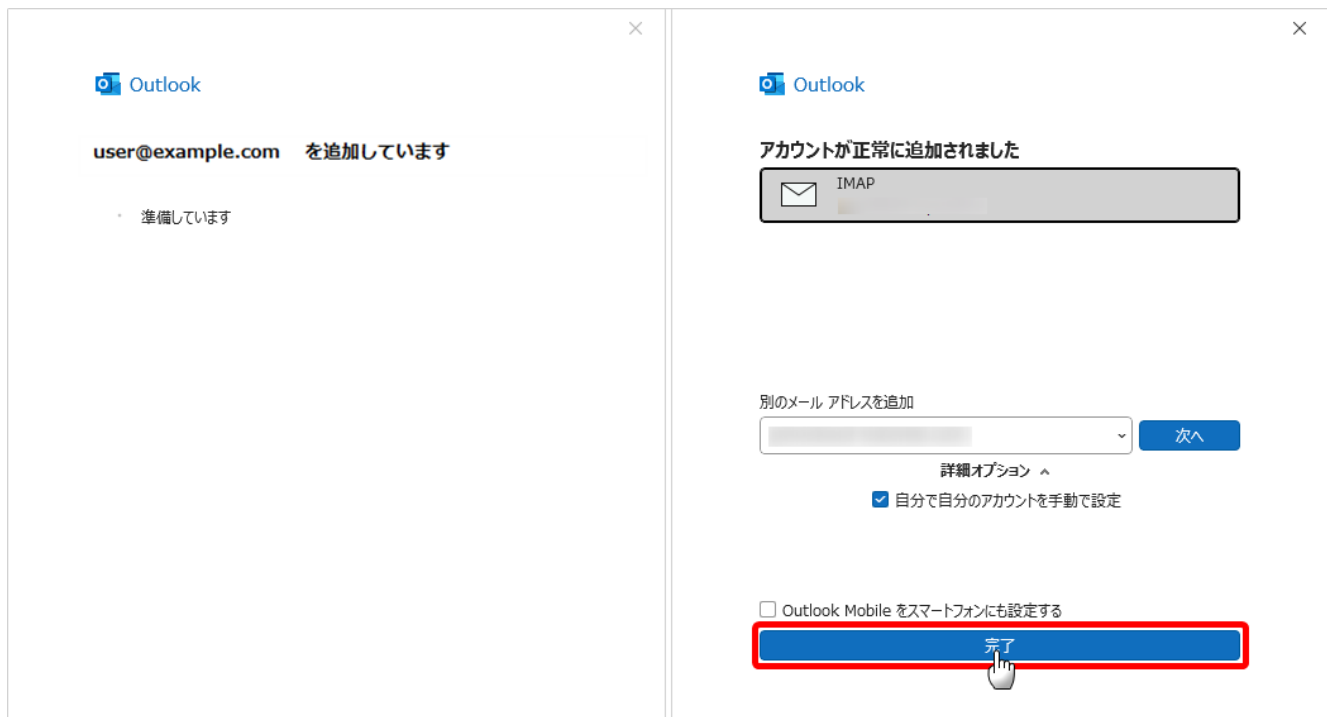 Outlook
user@example.com を追加しています
準備しています
Outlook
アカウントが正常に追加されました
IMAP
別のメール アドレスを追加
次へ
詳細オプション
自分で自分のアカウントを手動で設定
Outlook Mobile をスマートフォンにも設定する
完了